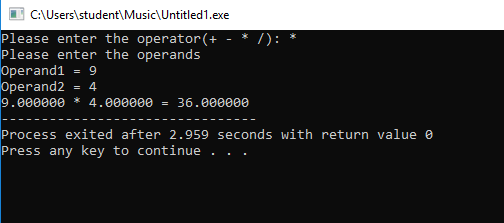 C:\Users\student\Music\Untitled1.exe
Please enter the operator(+ - * /): *
Please enter the operands
Operand1 = 9
Operand2 = 4
9.000000 * 4.000000 = 36.000000
--------------------------------
Process exited after 2.959 seconds with return value 0
Press any key to continue . . .